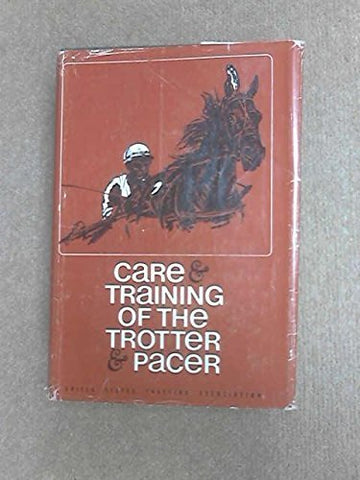 care &
TRaiNiNG
OF THE
TROTTER
& PaceR
UNITED STATES TROTTING ASSOCIATION